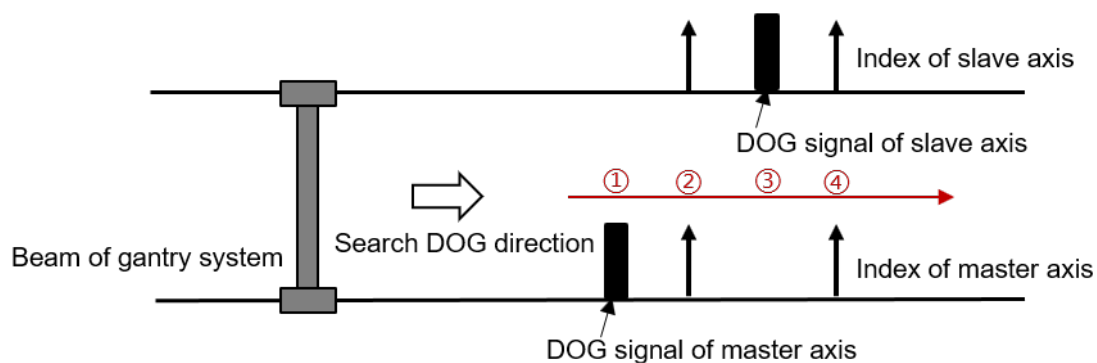 Index of slave axis
DOG signal of slave axis
① ② ③ ④
Search DOG direction
Beam of gantry system
Index of master axis
DOG signal of master axis